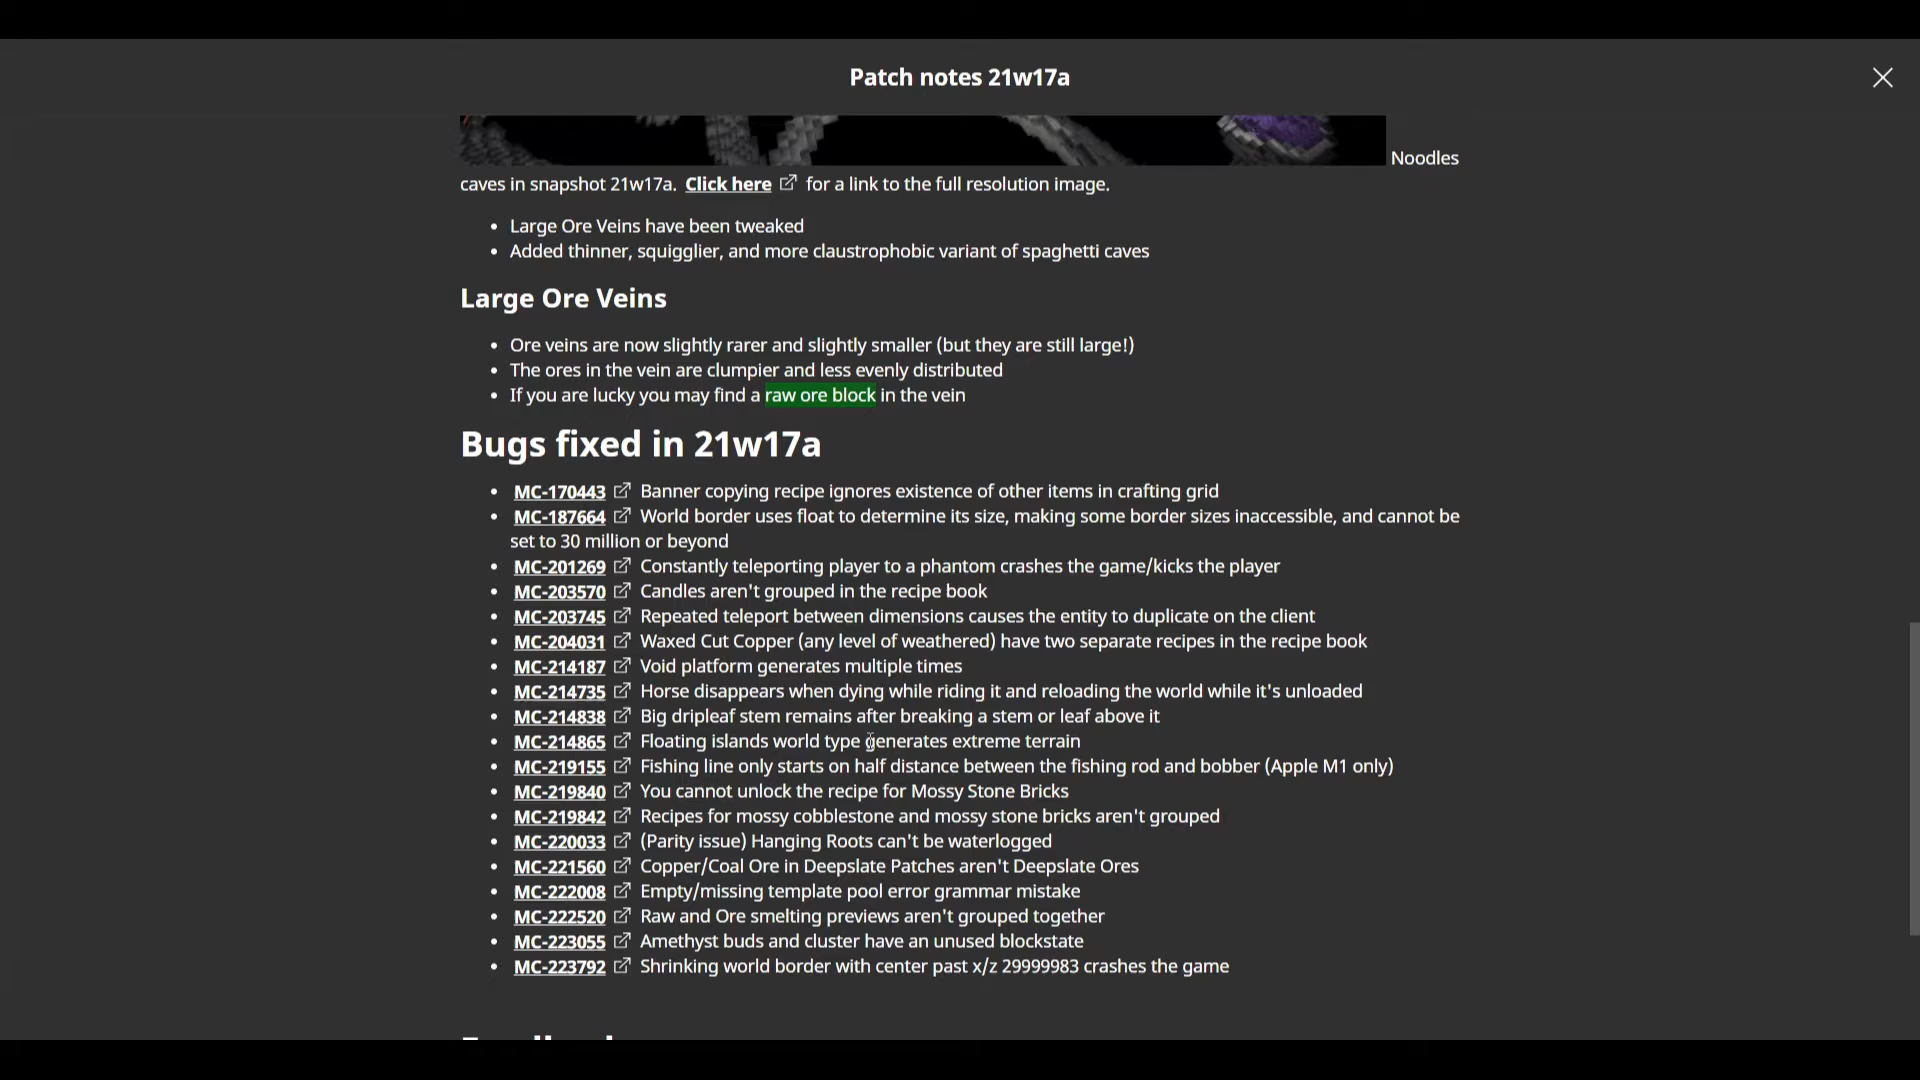 Patch notes 21w17a
Noodles
caves in snapshot 21w17a. Click here for a link to the full resolution image.
• Large Ore Veins have been tweaked
• Added thinner, squigglier, and more claustrophobic variant of spaghetti caves
Large Ore Veins
• Ore veins are now slightly rarer and slightly smaller (but they are still large!)
• The ores in the vein are clumpier and less evenly distributed
• If you are lucky you may find a raw ore block in the vein
Bugs fixed in 21w17a
• MC-170443 Banner copying recipe ignores existence of other items in crafting grid
• MC-187664 World border uses float to determine its size, making some border sizes inaccessible, and cannot be
set to 30 million or beyond
• MC-201269 Constantly teleporting player to a phantom crashes the game/kicks the player
• MC-203570 Candles aren't grouped in the recipe book
• MC-203745 Repeated teleport between dimensions causes the entity to duplicate on the client
• MC-204031 Waxed Cut Copper (any level of weathered) have two separate recipes in the recipe book
• MC-214187 Void platform generates multiple times
• MC-214735 Horse disappears when dying while riding it and reloading the world while it's unloaded
• MC-214838 Big dripleaf stem remains after breaking a stem or leaf above it
• MC-214865 Floating islands world type generates extreme terrain
• MC-219155 Fishing line only starts on half distance between the fishing rod and bobber (Apple M1 only)
• MC-219840 You cannot unlock the recipe for Mossy Stone Bricks
• MC-219842 Recipes for mossy cobblestone and mossy stone bricks aren't grouped
• MC-220033 (Parity issue) Hanging Roots can't be waterlogged
• MC-221560 Copper/Coal Ore in Deepslate Patches aren't Deepslate Ores
• MC-222008 Empty/missing template pool error grammar mistake
• MC-222520 Raw and Ore smelting previews aren't grouped together
• MC-223055 Amethyst buds and cluster have an unused blockstate
• MC-223792 Shrinking world border with center past x/z 29999983 crashes the game